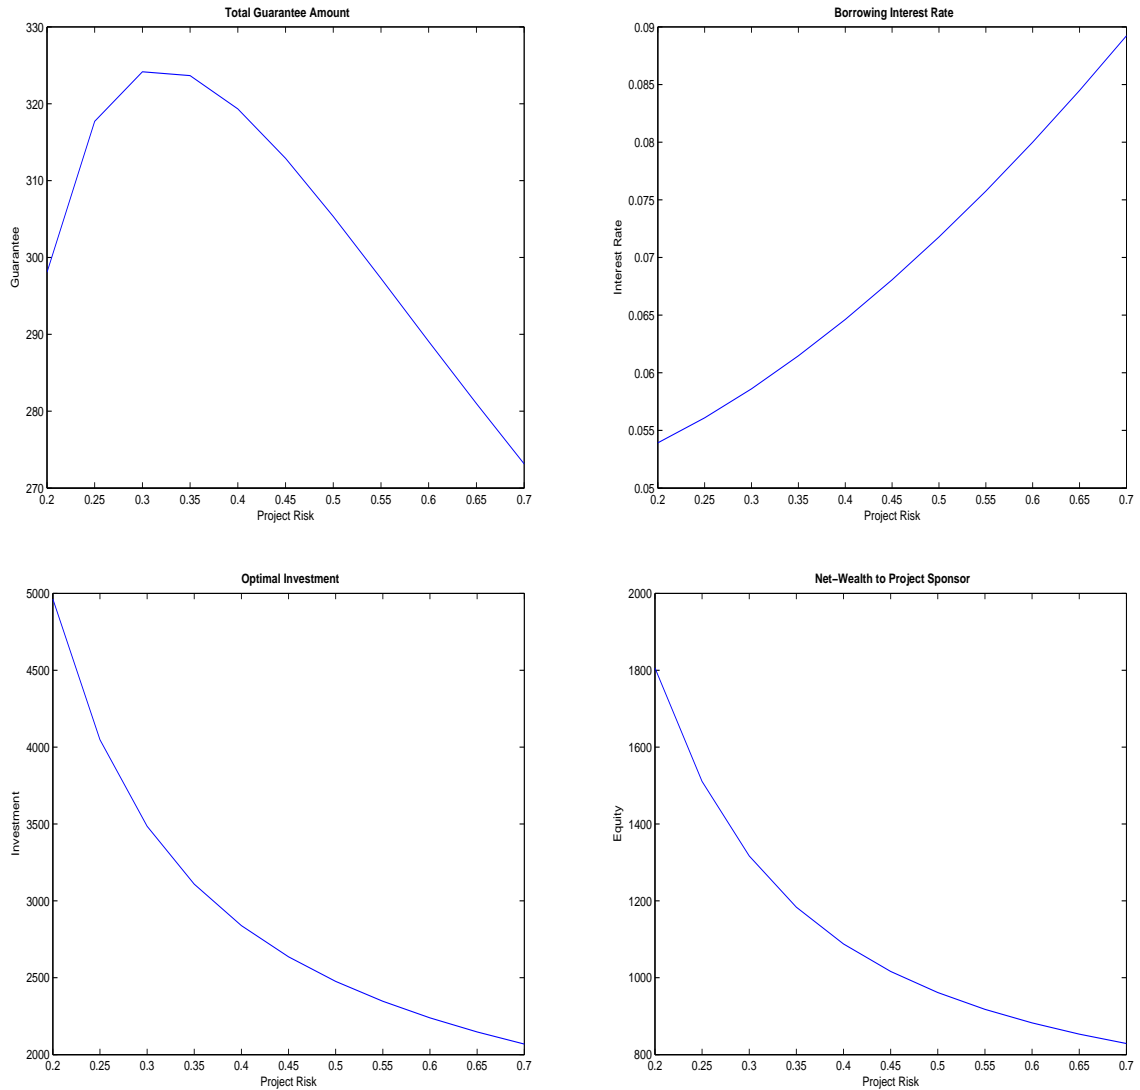 Total Guarantee Amount
330
320
310
300
290
280
270
Guarantee
0.2 0.25 0.3 0.35 0.4 0.45 0.5 0.55 0.6 0.65 0.7
Project Risk
Borrowing Interest Rate
0.09
0.085
0.08
0.075
0.07
0.065
0.06
0.055
0.05
Interest Rate
0.2 0.25 0.3 0.35 0.4 0.45 0.5 0.55 0.6 0.65 0.7
Project Risk
Optimal Investment
5000
4500
4000
3500
3000
2500
2000
Investment
0.2 0.25 0.3 0.35 0.4 0.45 0.5 0.55 0.6 0.65 0.7
Project Risk
Net−Wealth to Project Sponsor
2000
1800
1600
1400
1200
1000
800
Equity
0.2 0.25 0.3 0.35 0.4 0.45 0.5 0.55 0.6 0.65 0.7
Project Risk